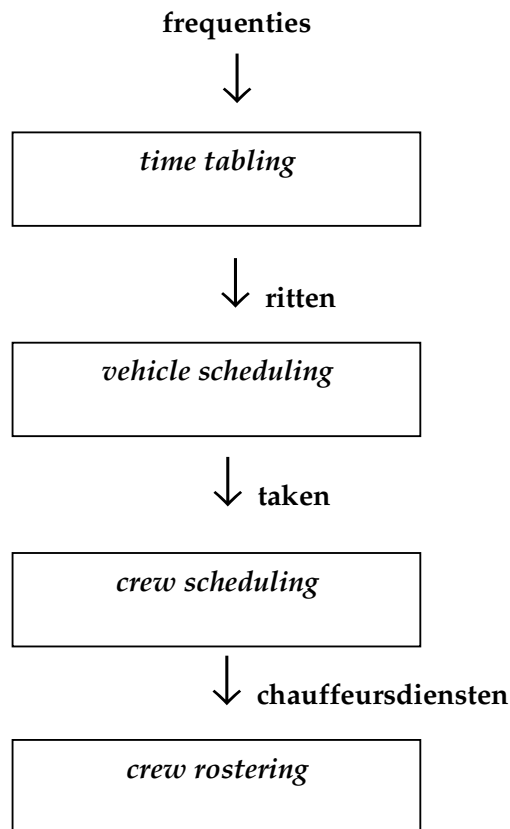 frequenties
time tabling
ritten
vehicle scheduling
taken
crew scheduling
chauffeursdiensten
crew rostering